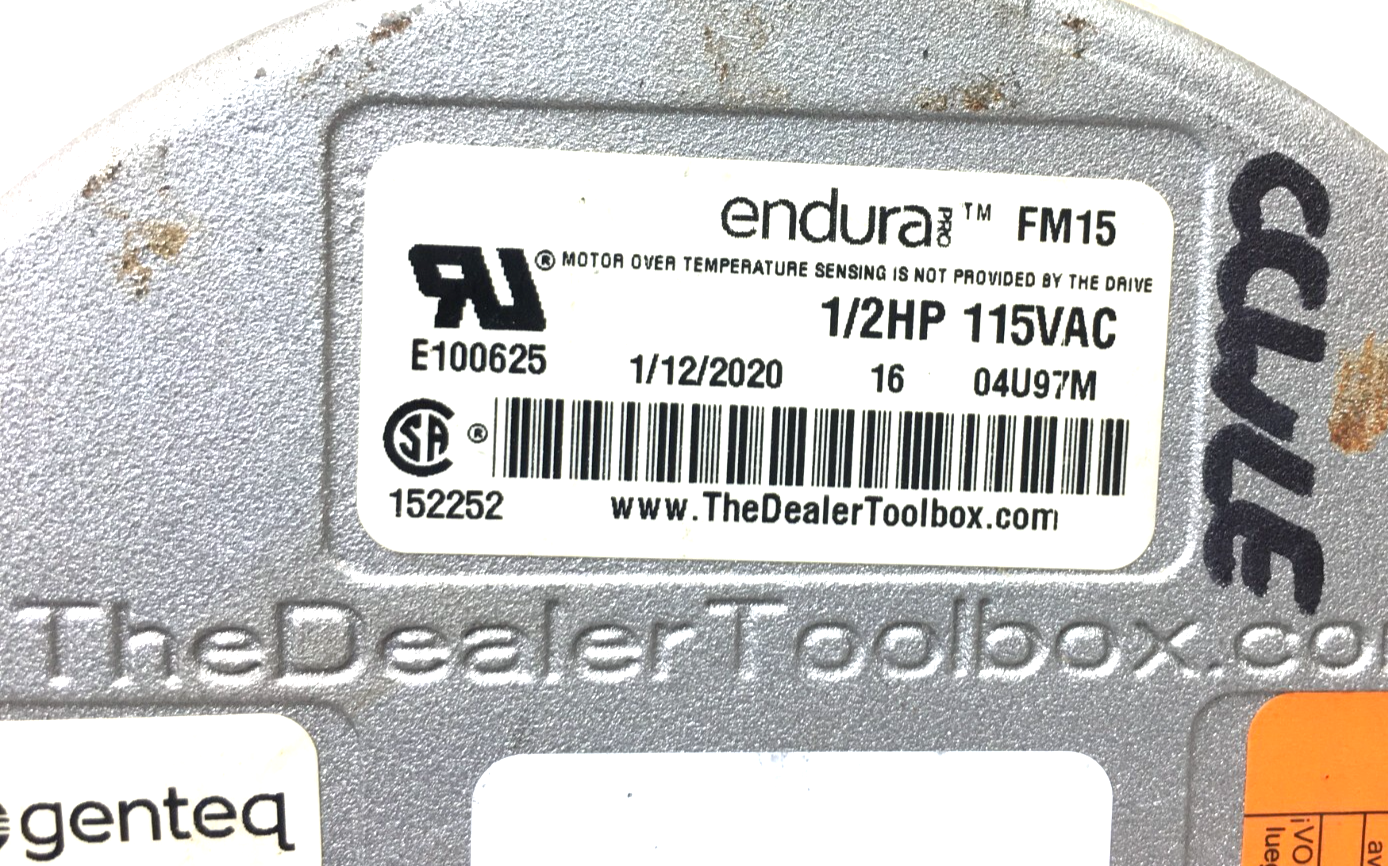 endura PRO™ FM15
® MOTOR OVER TEMPERATURE SENSING IS NOT PROVIDED BY THE DRIVE
1/2HP 115VAC
E100625 1/12/2020 16 04U97M
SA ®
152252 www.TheDealerToolbox.com
CCWLE
TheDealerToolbox.co
genteq